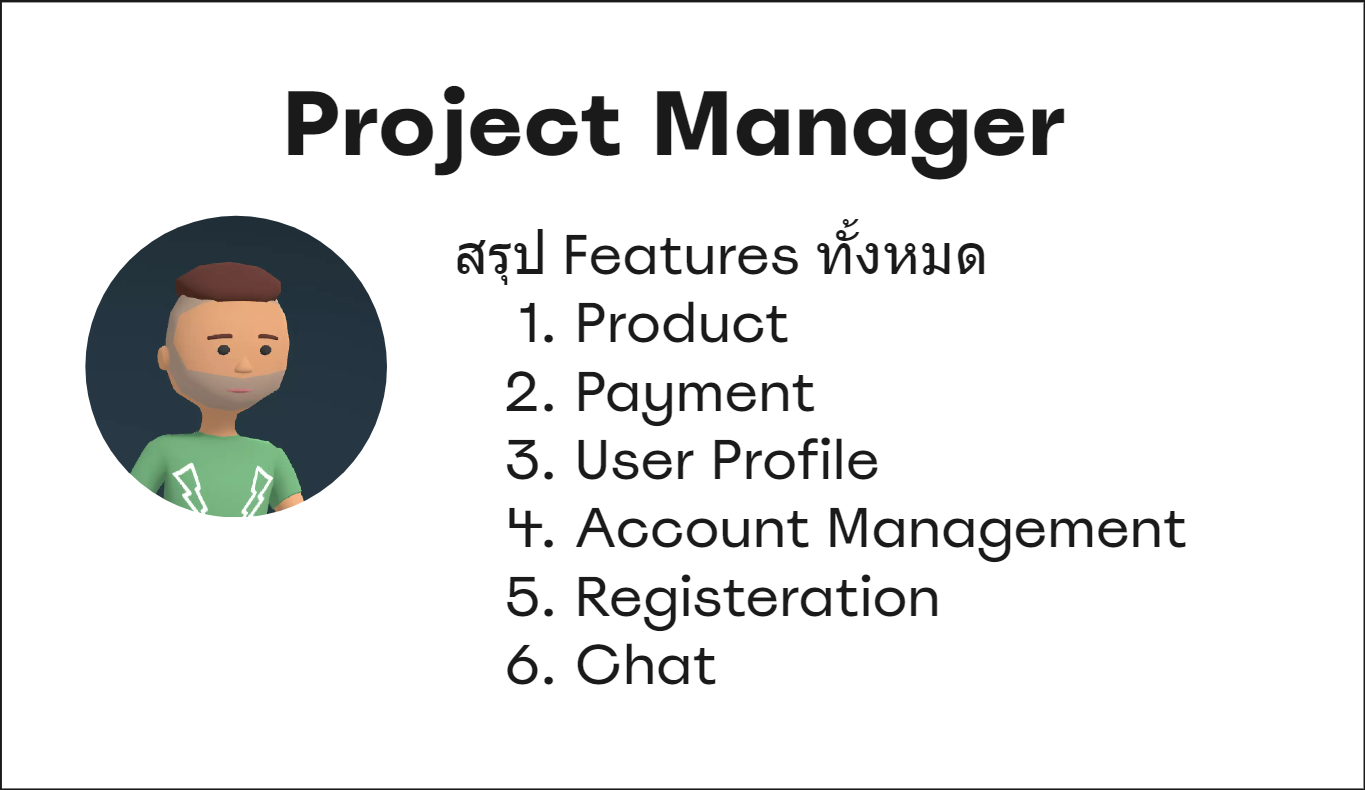 Project Manager
สรุป Features ทั้งหมด
1. Product
2. Payment
3. User Profile
4. Account Management
5. Registeration
6. Chat